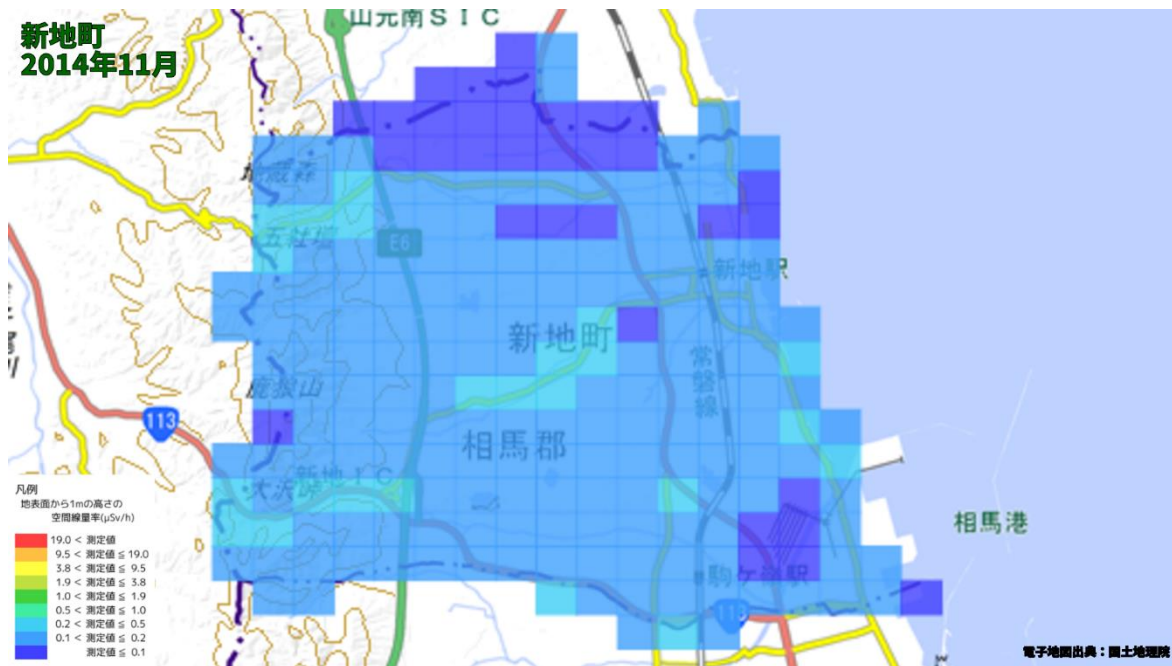 新地町
2014年11月
山元南SIC
地蔵森
五社壇
E6
新地駅
新地町
常磐線
鹿狼山
113
相馬郡
新地IC
大沢峠
相馬港
駒ケ嶺駅
113
凡例
地表面から1mの高さの
空間線量率(μSv/h)
19.0 < 測定値
9.5 < 測定値 ≤ 19.0
3.8 < 測定値 ≤ 9.5
1.9 < 測定値 ≤ 3.8
1.0 < 測定値 ≤ 1.9
0.5 < 測定値 ≤ 1.0
0.2 < 測定値 ≤ 0.5
0.1 < 測定値 ≤ 0.2
測定値 ≤ 0.1
電子地図出典：国土地理院